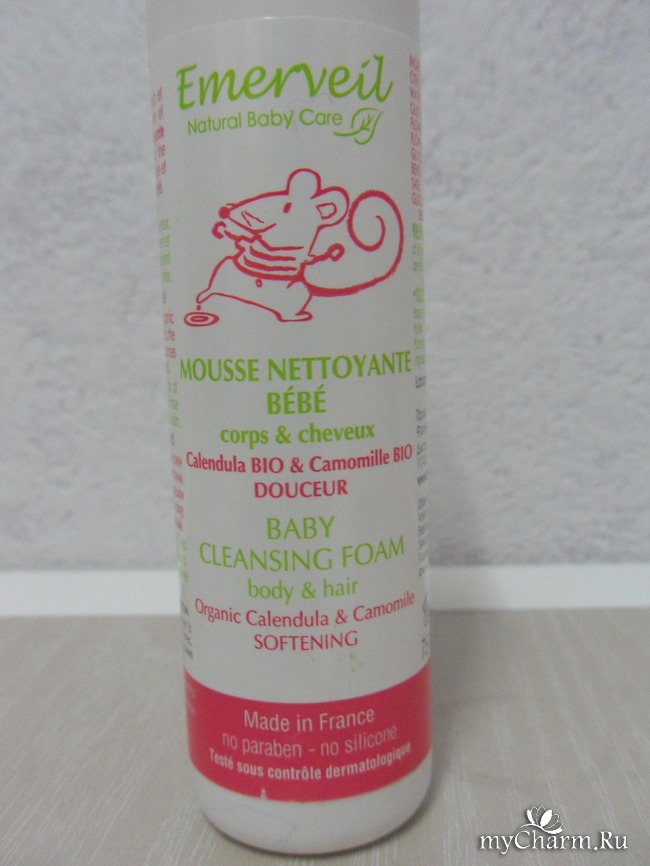 Emerveil
Natural Baby Care
MOUSSE NETTOYANTE
BÉBÉ
corps & cheveux
Calendula BIO & Camomille BIO
DOUCEUR
BABY
CLEANSING FOAM
body & hair
Organic Calendula & Camomile
SOFTENING
Made in France
no paraben - no silicone
Testé sous contrôle dermatologique
myCharm.Ru